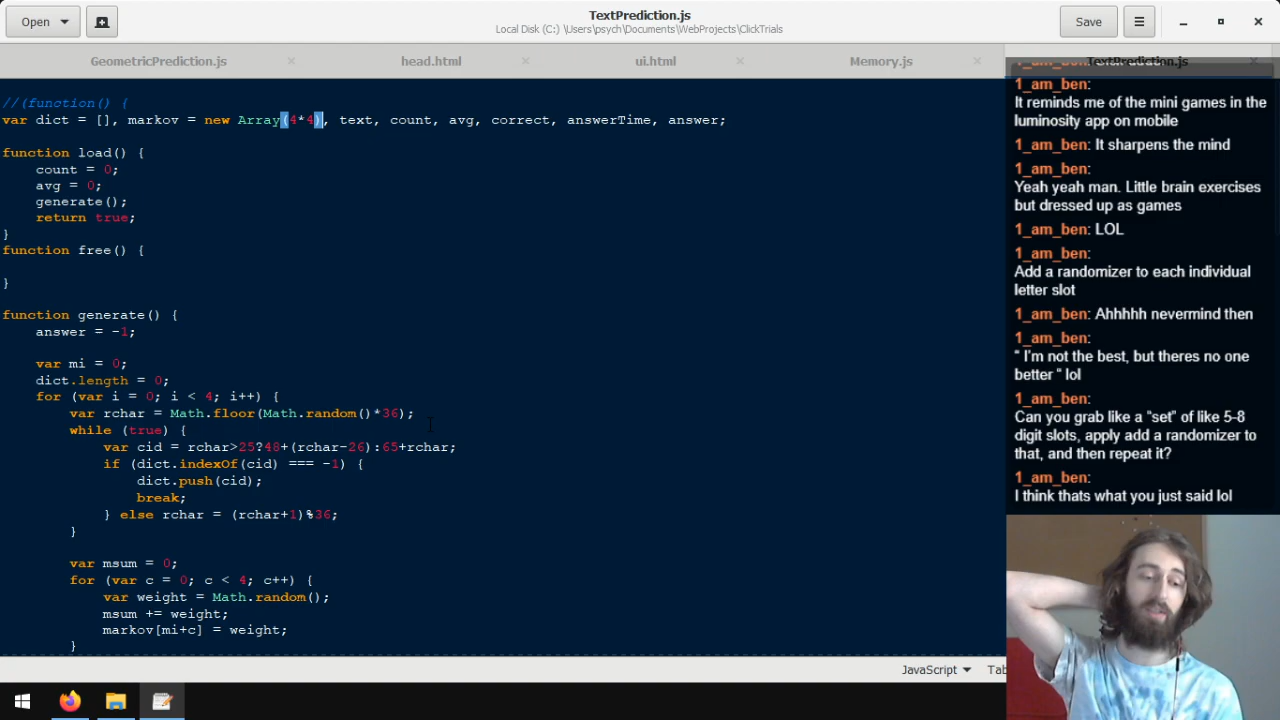 Open
TextPrediction.js
Local Disk (C:) \Users\psych\Documents\WebProjects\ClickTrials
Save
GeometricPrediction.js
head.html
ui.html
Memory.js
TextPrediction.js
//(function() {
var dict = [], markov = new Array(4*4), text, count, avg, correct, answerTime, answer;
function load() {
count = 0;
avg = 0;
generate();
return true;
}
function free() {
}
function generate() {
answer = -1;
var mi = 0;
dict.length = 0;
for (var i = 0; i < 4; i++) {
var rchar = Math.floor(Math.random()*36);
while (true) {
var cid = rchar>25?48+(rchar-26):65+rchar;
if (dict.indexOf(cid) === -1) {
dict.push(cid);
break;
} else rchar = (rchar+1)%36;
}
var msum = 0;
for (var c = 0; c < 4; c++) {
var weight = Math.random();
msum += weight;
markov[mi+c] = weight;
}
JavaScript
Tab
1_am_ben:
It reminds me of the mini games in the
luminosity app on mobile
1_am_ben: It sharpens the mind
1_am_ben:
Yeah yeah man. Little brain exercises
but dressed up as games
1_am_ben: LOL
1_am_ben:
Add a randomizer to each individual
letter slot
1_am_ben: Ahhhhh nevermind then
1_am_ben:
" I'm not the best, but theres no one
better " lol
1_am_ben:
Can you grab like a "set" of like 5-8
digit slots, apply add a randomizer to
that, and then repeat it?
1_am_ben:
I think thats what you just said lol